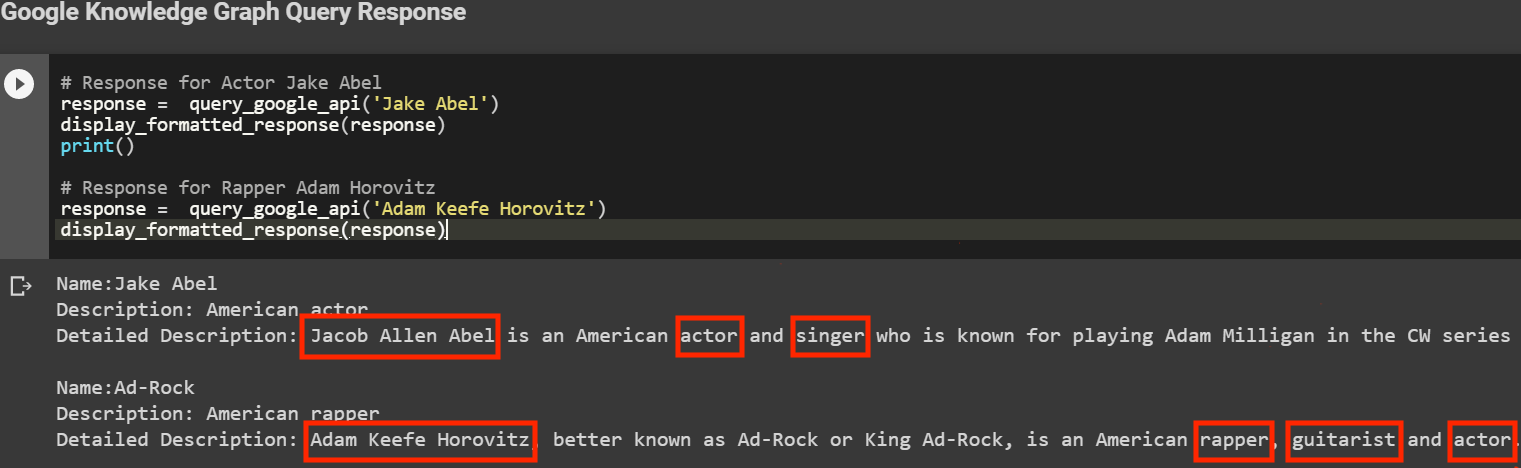 Google Knowledge Graph Query Response
# Response for Actor Jake Abel
response =  query_google_api('Jake Abel')
display_formatted_response(response)
print()
# Response for Rapper Adam Horovitz
response =  query_google_api('Adam Keefe Horovitz')
display_formatted_response(response)
Name:Jake Abel
Description: American actor
Detailed Description: Jacob Allen Abel is an American actor and singer who is known for playing Adam Milligan in the CW series
Name:Ad-Rock
Description: American rapper
Detailed Description: Adam Keefe Horovitz, better known as Ad-Rock or King Ad-Rock, is an American rapper, guitarist and actor.